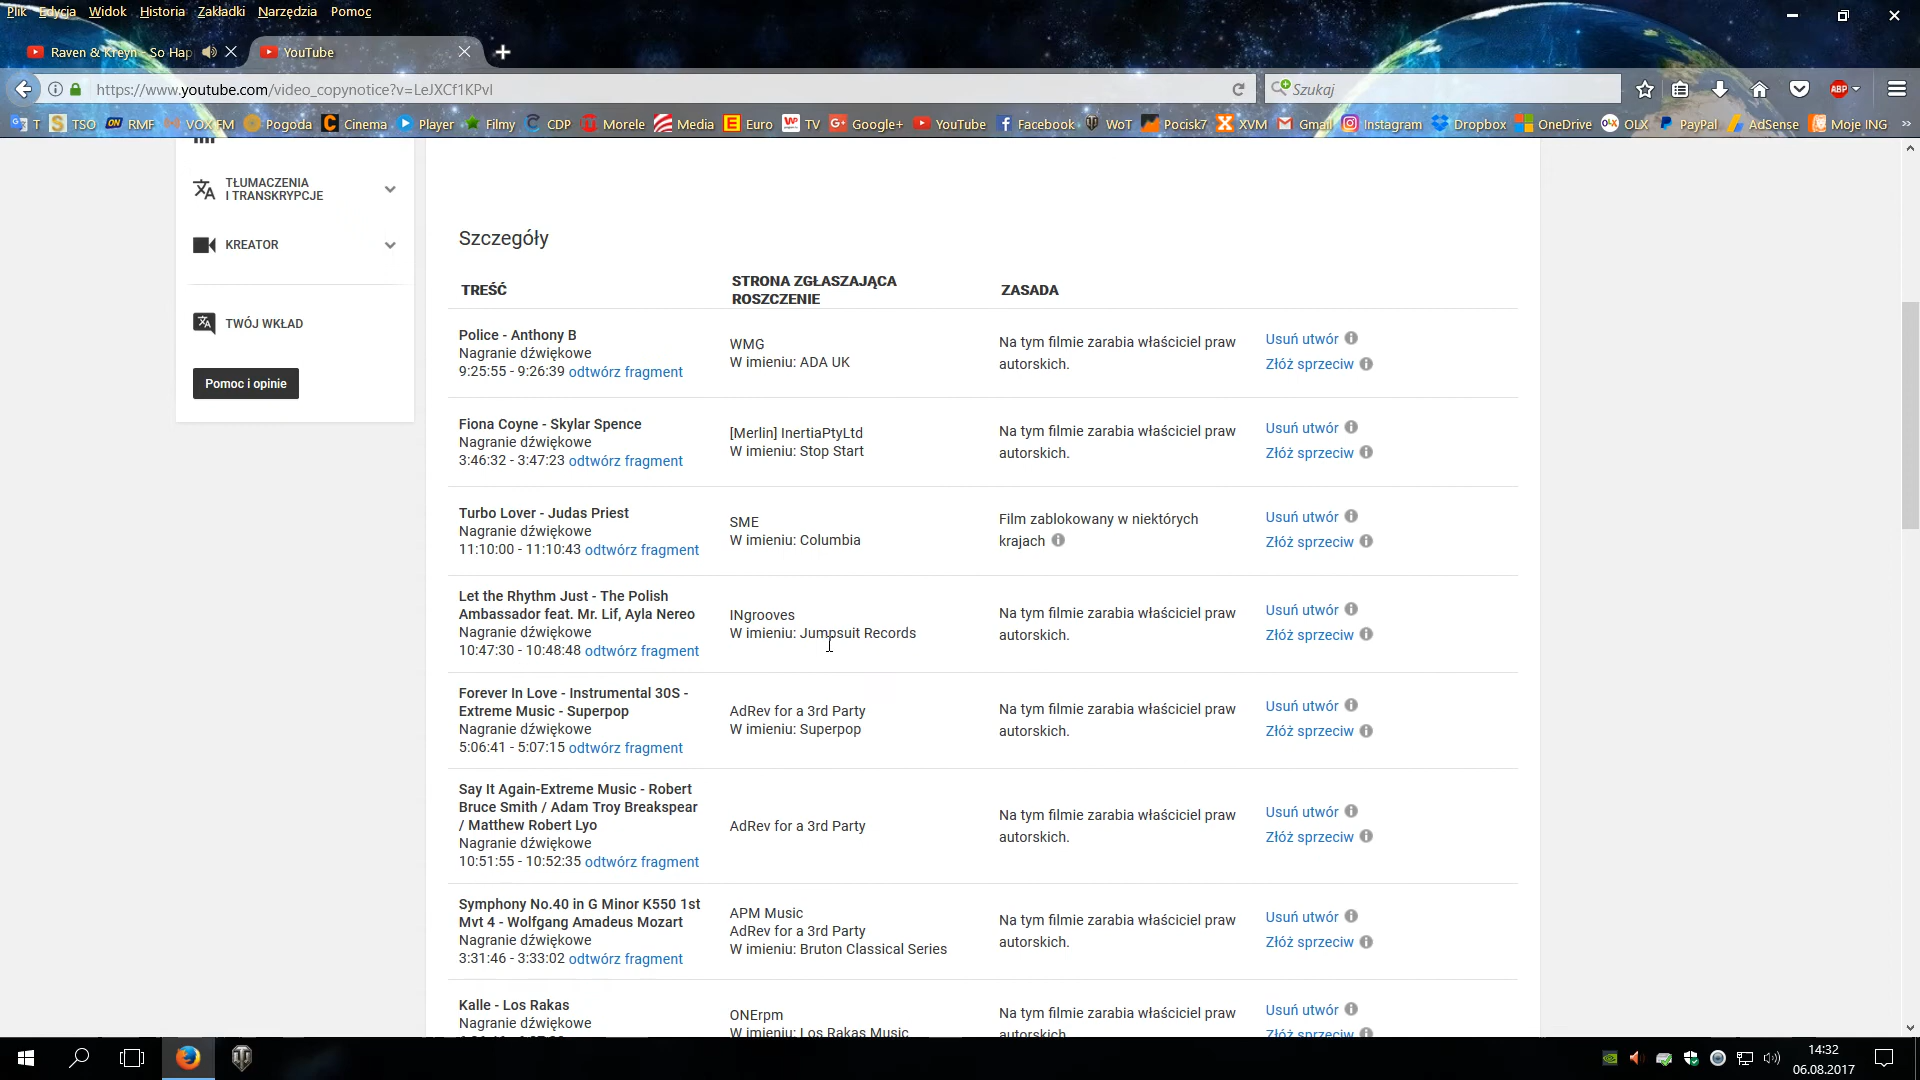 Plik Edycja Widok Historia Zakładki Narzędzia Pomoc
Raven & Kreyn - So Hap
YouTube
https://www.youtube.com/video_copynotice?v=LeJXCf1KPvI
Szukaj
ABP
T TSO RMF VOX FM Pogoda Cinema Player Filmy CDP Morele Media Euro TV Google+ YouTube Facebook WoT Pocisk7 XVM Gmail Instagram Dropbox OneDrive OLX PayPal AdSense Moje ING
TŁUMACZENIA
I TRANSKRYPCJE
KREATOR
TWÓJ WKŁAD
Pomoc i opinie
Szczegóły
TREŚĆ
STRONA ZGŁASZAJĄCA
ROSZCZENIE
ZASADA
Police - Anthony B
Nagranie dźwiękowe
9:25:55 - 9:26:39 odtwórz fragment
WMG
W imieniu: ADA UK
Na tym filmie zarabia właściciel praw
autorskich.
Usuń utwór
Złóż sprzeciw
Fiona Coyne - Skylar Spence
Nagranie dźwiękowe
3:46:32 - 3:47:23 odtwórz fragment
[Merlin] InertiaPtyLtd
W imieniu: Stop Start
Na tym filmie zarabia właściciel praw
autorskich.
Usuń utwór
Złóż sprzeciw
Turbo Lover - Judas Priest
Nagranie dźwiękowe
11:10:00 - 11:10:43 odtwórz fragment
SME
W imieniu: Columbia
Film zablokowany w niektórych
krajach
Usuń utwór
Złóż sprzeciw
Let the Rhythm Just - The Polish
Ambassador feat. Mr. Lif, Ayla Nereo
Nagranie dźwiękowe
10:47:30 - 10:48:48 odtwórz fragment
INgrooves
W imieniu: Jumpsuit Records
Na tym filmie zarabia właściciel praw
autorskich.
Usuń utwór
Złóż sprzeciw
Forever In Love - Instrumental 30S -
Extreme Music - Superpop
Nagranie dźwiękowe
5:06:41 - 5:07:15 odtwórz fragment
AdRev for a 3rd Party
W imieniu: Superpop
Na tym filmie zarabia właściciel praw
autorskich.
Usuń utwór
Złóż sprzeciw
Say It Again-Extreme Music - Robert
Bruce Smith / Adam Troy Breakspear
/ Matthew Robert Lyo
Nagranie dźwiękowe
10:51:55 - 10:52:35 odtwórz fragment
AdRev for a 3rd Party
Na tym filmie zarabia właściciel praw
autorskich.
Usuń utwór
Złóż sprzeciw
Symphony No.40 in G Minor K550 1st
Mvt 4 - Wolfgang Amadeus Mozart
Nagranie dźwiękowe
3:31:46 - 3:33:02 odtwórz fragment
APM Music
AdRev for a 3rd Party
W imieniu: Bruton Classical Series
Na tym filmie zarabia właściciel praw
autorskich.
Usuń utwór
Złóż sprzeciw
Kalle - Los Rakas
Nagranie dźwiękowe
ONErpm
W imieniu: Los Rakas Music
Na tym filmie zarabia właściciel praw
autorskich.
Usuń utwór
Złóż sprzeciw
14:32
06.08.2017